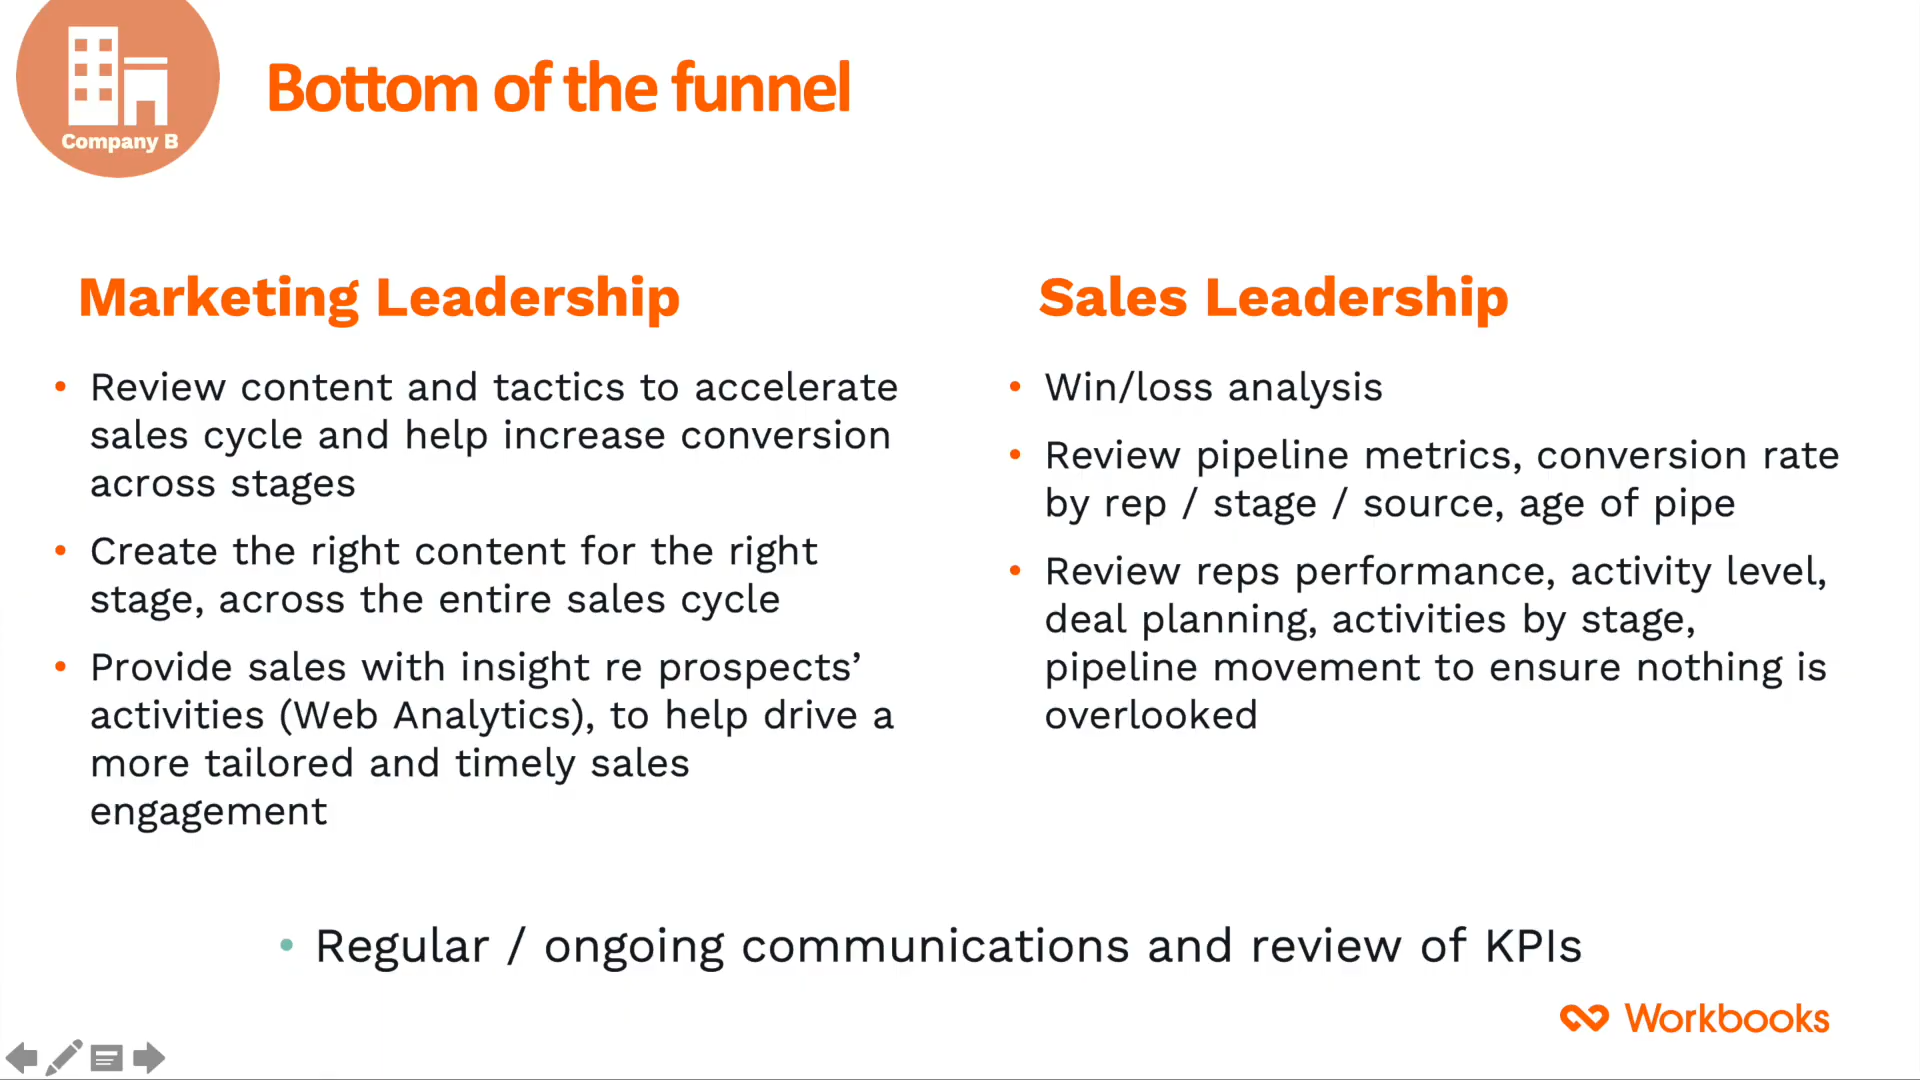 Company B
Bottom of the funnel
Marketing Leadership
• Review content and tactics to accelerate
sales cycle and help increase conversion
across stages
• Create the right content for the right
stage, across the entire sales cycle
• Provide sales with insight re prospects’
activities (Web Analytics), to help drive a
more tailored and timely sales
engagement
Sales Leadership
• Win/loss analysis
• Review pipeline metrics, conversion rate
by rep / stage / source, age of pipe
• Review reps performance, activity level,
deal planning, activities by stage,
pipeline movement to ensure nothing is
overlooked
• Regular / ongoing communications and review of KPIs
Workbooks